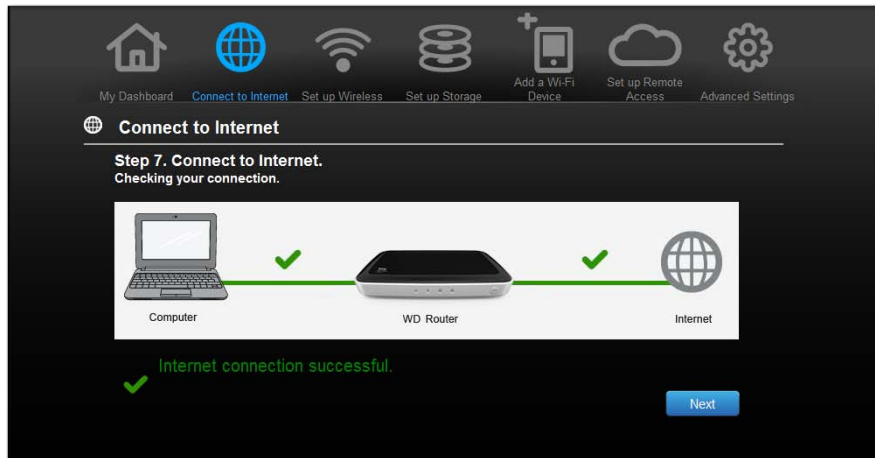 My Dashboard
Connect to Internet
Set up Wireless
Set up Storage
Add a Wi-Fi
Device
Set up Remote
Access
Advanced Settings
Connect to Internet
Step 7. Connect to Internet.
Checking your connection.
Computer
WD Router
Internet
Internet connection successful.
Next